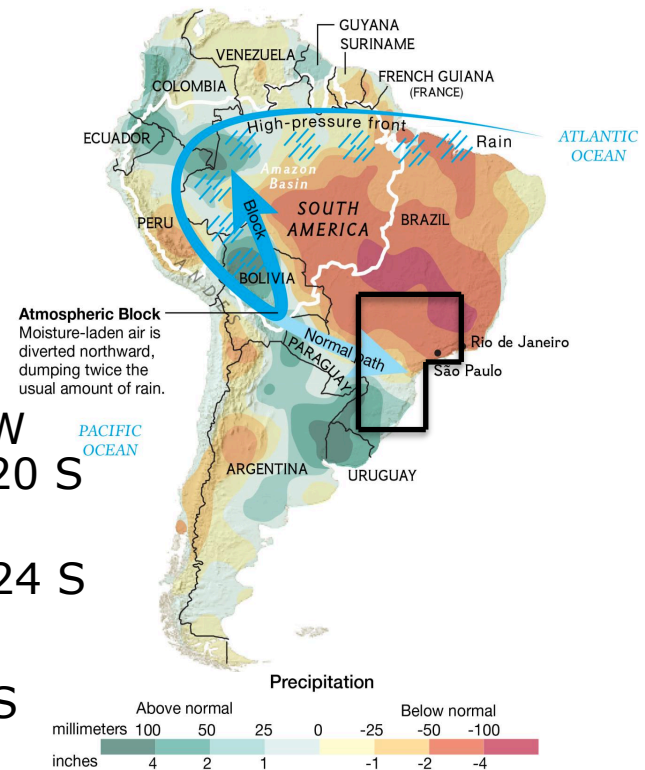 GUYANA
SURINAME
VENEZUELA
FRENCH GUIANA
(FRANCE)
COLOMBIA
High-pressure front
ECUADOR
Rain
ATLANTIC
OCEAN
Amazon
Basin
SOUTH
AMERICA
PERU
Block
BRAZIL
ANDE
BOLIVIA
Atmospheric Block
Moisture-laden air is
diverted northward,
dumping twice the
usual amount of rain.
Normal path
PARAGUAY
Rio de Janeiro
São Paulo
W
PACIFIC
OCEAN
20 S
ARGENTINA
URUGUAY
24 S
S
Precipitation
Above normal
Below normal
millimeters 100 50 25 0 -25 -50 -100
inches 4 2 1 -1 -2 -4